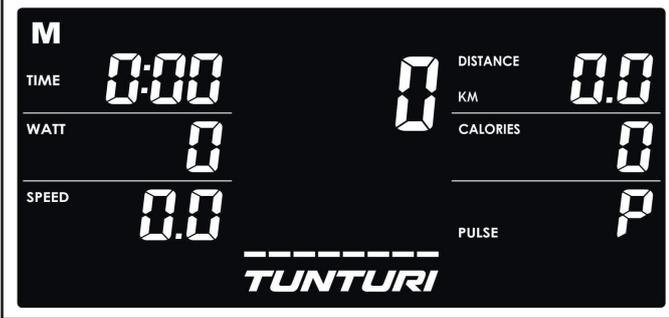 M
TIME 0:00
WATT 0
SPEED 0.0
0
DISTANCE
KM 0.0
CALORIES 0
PULSE P
TUNTURI